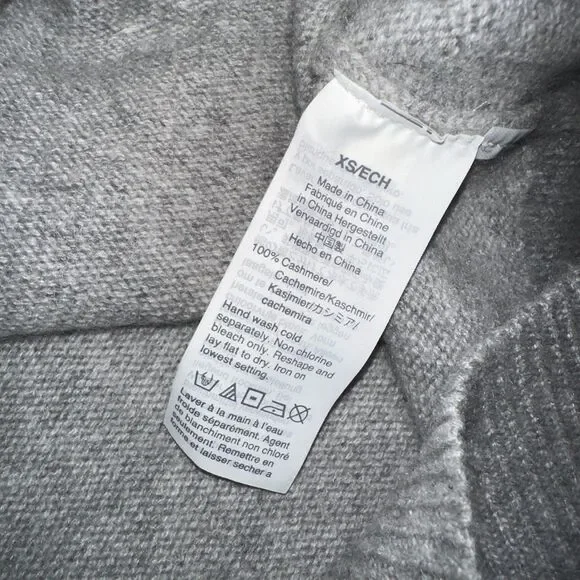 XS/ECH
Made in China
Fabriqué en Chine
in China Hergestellt
Vervaardigd in China
中国製
Hecho en China
100% Cashmere/
Cachemire/Kaschmir/
Kasjmier/カシミア/
cachemira
Hand wash cold
separately. Non chlorine
bleach only. Reshape and
lay flat to dry. Iron on
lowest setting.
Laver à la main à l'eau
froide séparément. Agent
de blanchiment non chloré
seulement. Remettre en
forme et laisser secher a